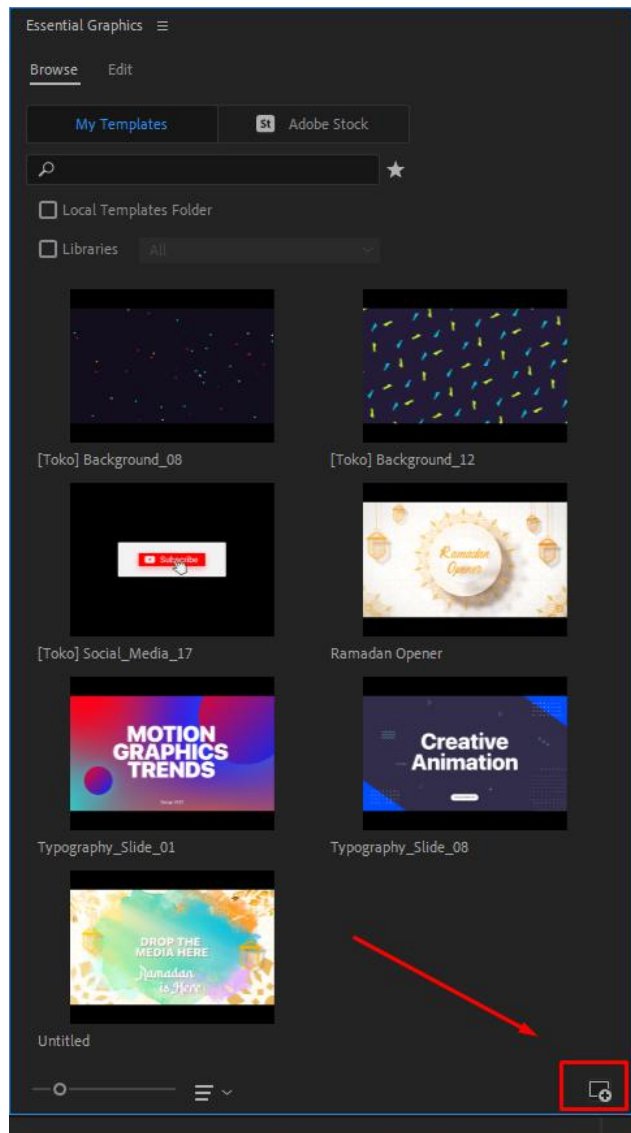 Essential Graphics
Browse Edit
My Templates St Adobe Stock
Local Templates Folder
Libraries All
[Toko] Background_08 [Toko] Background_12
Subscribe
Ramadan
Opener
[Toko] Social_Media_17 Ramadan Opener
MOTION
GRAPHICS
TRENDS
Creative
Animation
Typography_Slide_01 Typography_Slide_08
DROP THE
MEDIA HERE
Ramadan
is Here
Untitled